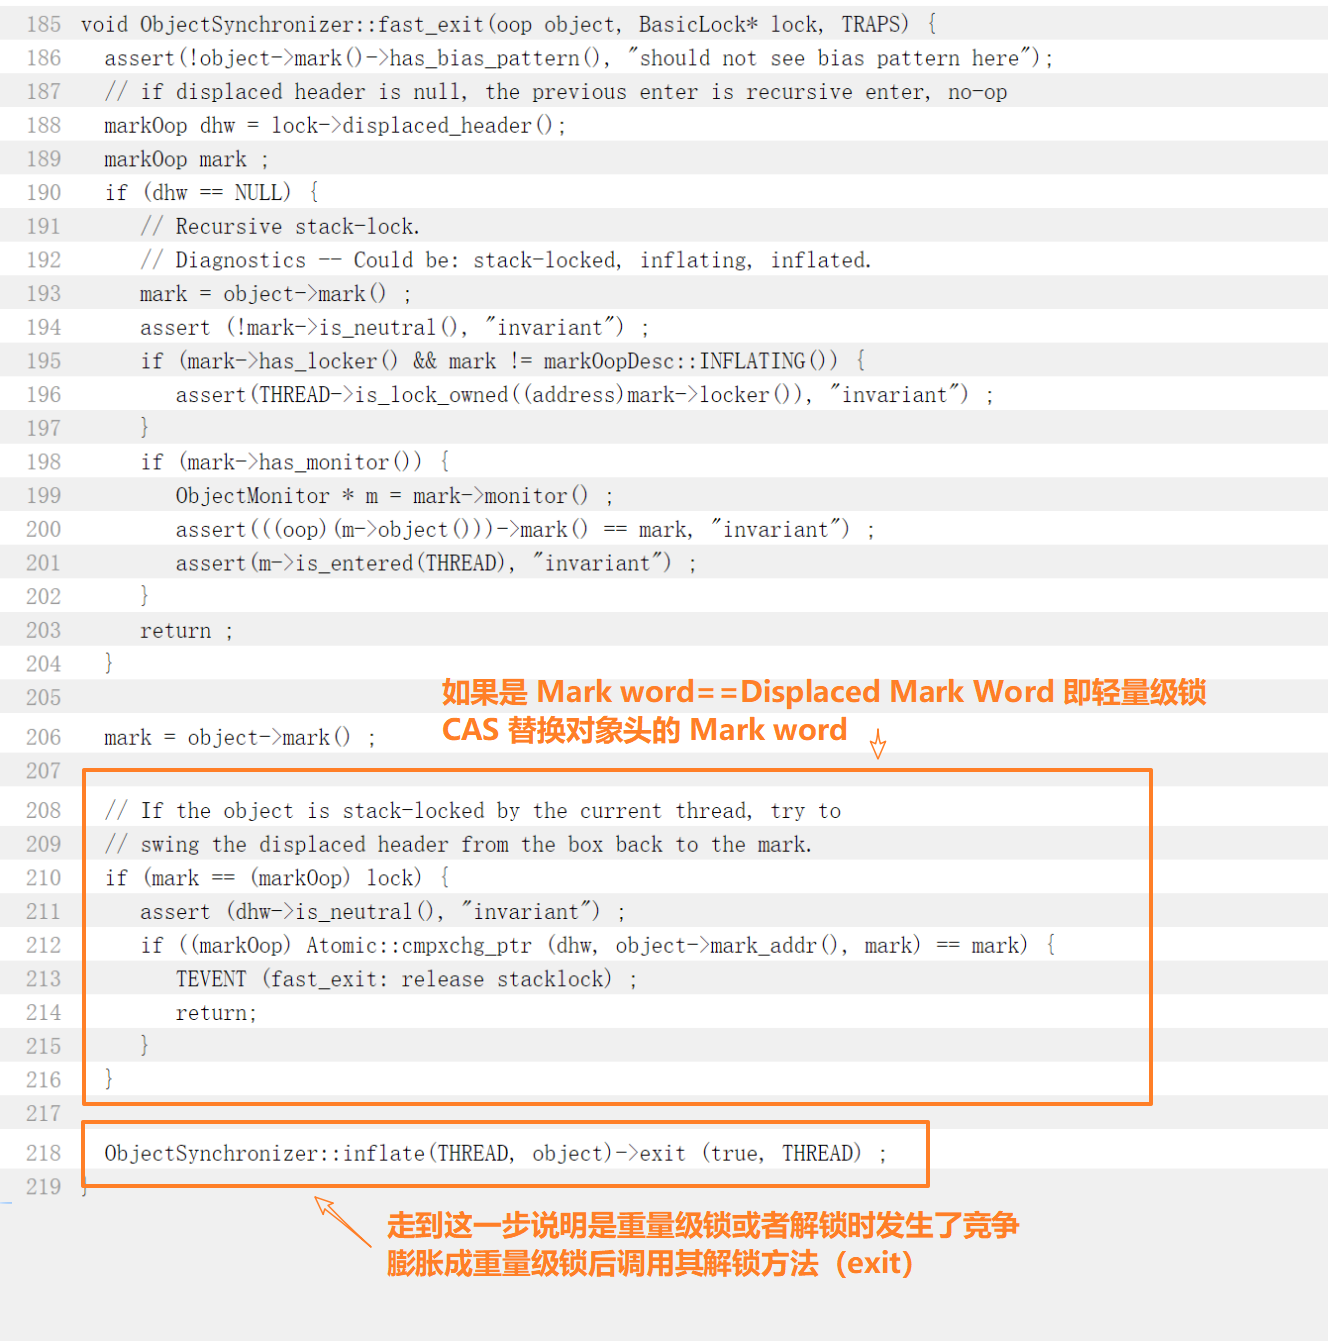 185 void ObjectSynchronizer::fast_exit(oop object, BasicLock* lock, TRAPS) {
186 assert(!object->mark()->has_bias_pattern(), "should not see bias pattern here");
187 // if displaced header is null, the previous enter is recursive enter, no-op
188 markOop dhw = lock->displaced_header();
189 markOop mark ;
190 if (dhw == NULL) {
191 // Recursive stack-lock.
192 // Diagnostics -- Could be: stack-locked, inflating, inflated.
193 mark = object->mark() ;
194 assert (!mark->is_neutral(), "invariant") ;
195 if (mark->has_locker() && mark != markOopDesc::INFLATING()) {
196 assert(THREAD->is_lock_owned((address)mark->locker()), "invariant") ;
197 }
198 if (mark->has_monitor()) {
199 ObjectMonitor * m = mark->monitor() ;
200 assert(((oop)(m->object()))->mark() == mark, "invariant") ;
201 assert(m->is_entered(THREAD), "invariant") ;
202 }
203 return ;
204 }
205
如果是 Mark word==Displaced Mark Word 即轻量级锁
CAS 替换对象头的 Mark word
206 mark = object->mark() ;
207
208 // If the object is stack-locked by the current thread, try to
209 // swing the displaced header from the box back to the mark.
210 if (mark == (markOop) lock) {
211 assert (dhw->is_neutral(), "invariant") ;
212 if ((markOop) Atomic::cmpxchg_ptr (dhw, object->mark_addr(), mark) == mark) {
213 TEVENT (fast_exit: release stacklock) ;
214 return;
215 }
216 }
217
218 ObjectSynchronizer::inflate(THREAD, object)->exit (true, THREAD) ;
219 }
走到这一步说明是重量级锁或者解锁时发生了竞争
膨胀成重量级锁后调用其解锁方法（exit）